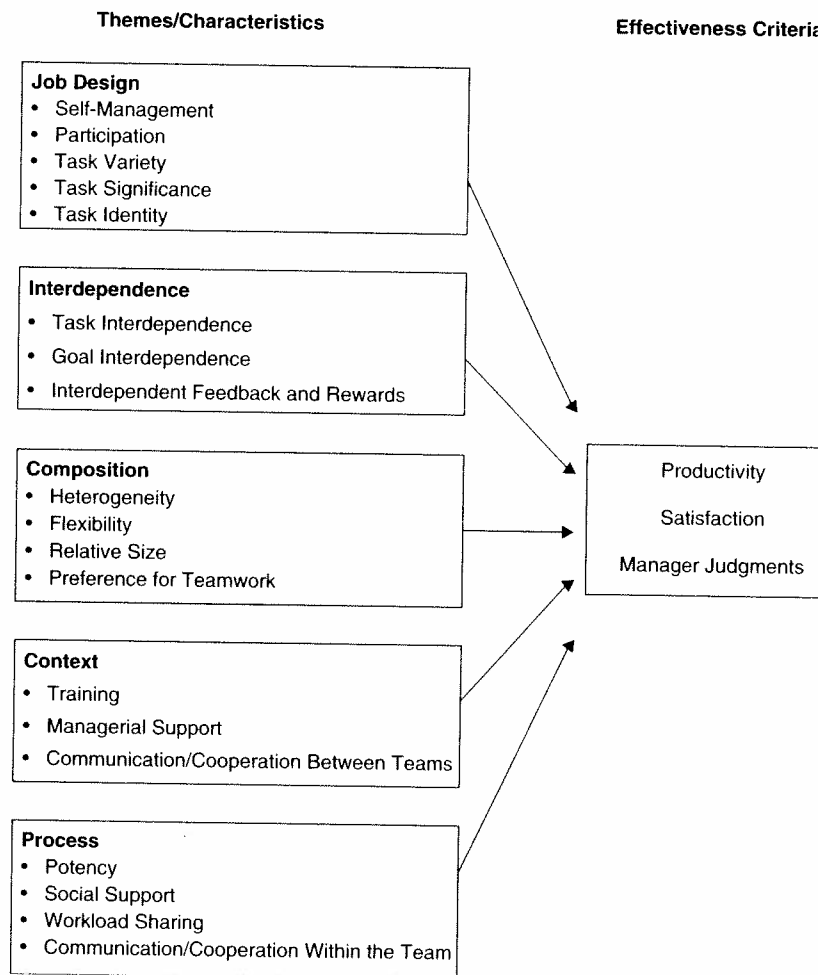 Themes/Characteristics
Effectiveness Criteria
Job Design
• Self-Management
• Participation
• Task Variety
• Task Significance
• Task Identity
Interdependence
• Task Interdependence
• Goal Interdependence
• Interdependent Feedback and Rewards
Composition
• Heterogeneity
• Flexibility
• Relative Size
• Preference for Teamwork
Context
• Training
• Managerial Support
• Communication/Cooperation Between Teams
Process
• Potency
• Social Support
• Workload Sharing
• Communication/Cooperation Within the Team
Productivity
Satisfaction
Manager Judgments